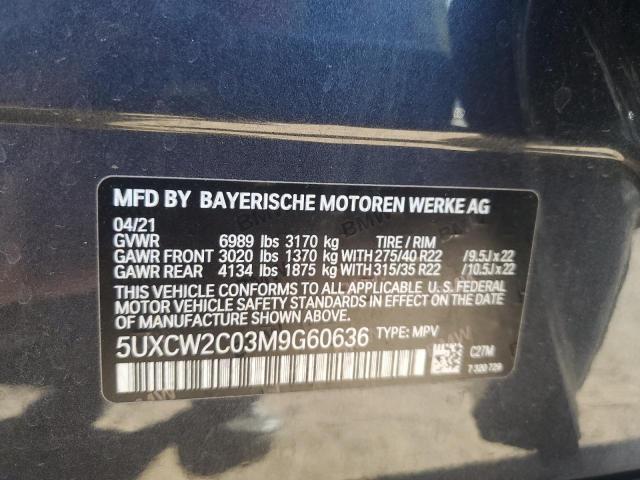 MFD BY BAYERISCHE MOTOREN WERKE AG
04/21
GVWR 6989 lbs 3170 kg TIRE / RIM
GAWR FRONT 3020 lbs 1370 kg WITH 275/40 R22 /9.5J x 22
GAWR REAR 4134 lbs 1875 kg WITH 315/35 R22 /10.5J x 22
THIS VEHICLE CONFORMS TO ALL APPLICABLE U.S. FEDERAL
MOTOR VEHICLE SAFETY STANDARDS IN EFFECT ON THE
DATE OF MANUFACTURE SHOWN ABOVE.
5UXCW2C03M9G60636 TYPE: MPV
C27M
7 320 729